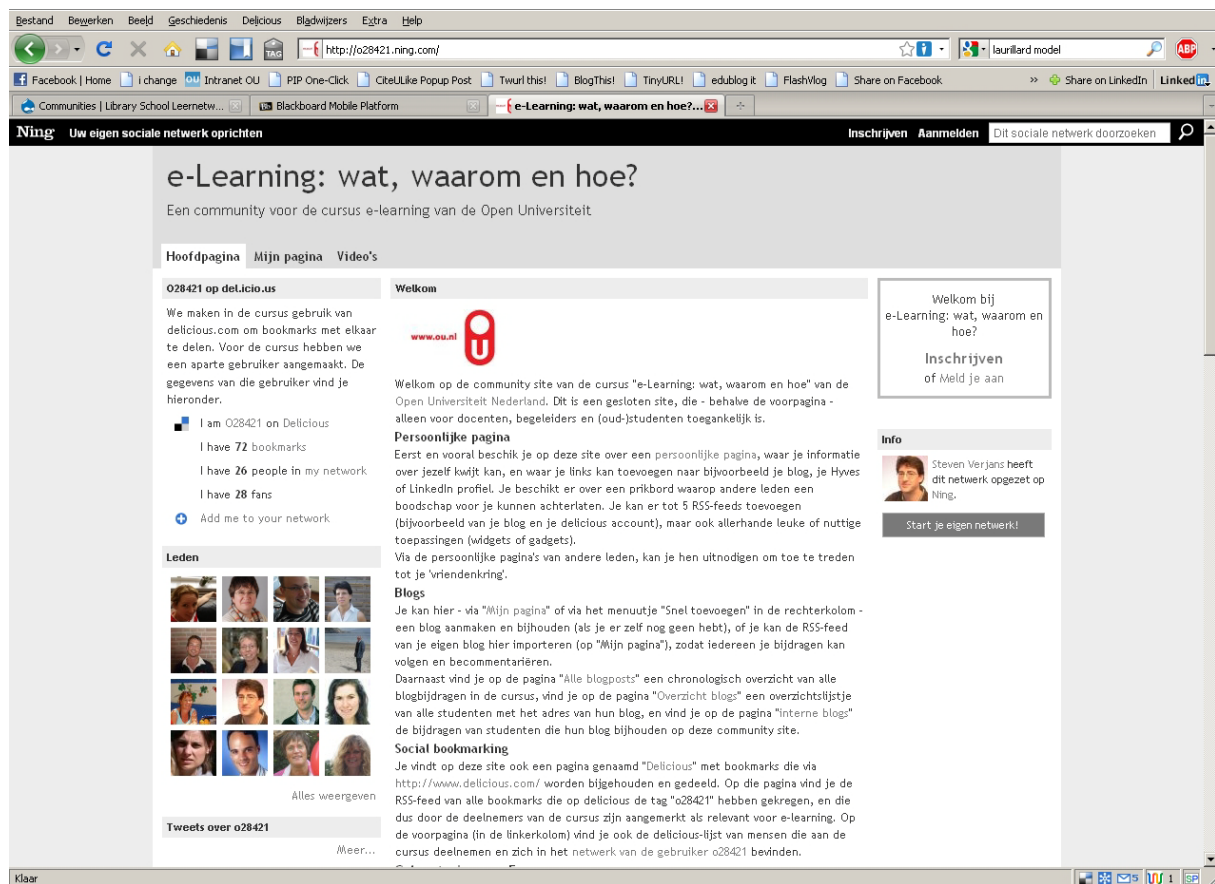 Bestand Bewerken Beeld Geschiedenis Delicious Bladwijzers Extra Help
http://o28421.ning.com/
laurillard model
ABP
TAG
Facebook | Home
i change
OU Intranet OU
PIP One-Click
CiteULike Popup Post
Twurl this!
BlogThis!
TinyURL!
edublog it
FlashVlog
Share on Facebook
»
Share on LinkedIn
Linked in
Communities | Library School Leernetw...
Blackboard Mobile Platform
e-Learning: wat, waarom en hoe?...
Ning Uw eigen sociale netwerk oprichten
Inschrijven Aanmelden Dit sociale netwerk doorzoeken
e-Learning: wat, waarom en hoe?
Een community voor de cursus e-learning van de Open Universiteit
Hoofdpagina Mijn pagina Video's
O28421 op del.icio.us
We maken in de cursus gebruik van
delicious.com om bookmarks met elkaar
te delen. Voor de cursus hebben we
een aparte gebruiker aangemaakt. De
gegevens van die gebruiker vind je
hieronder.
I am O28421 on Delicious
I have 72 bookmarks
I have 26 people in my network
I have 28 fans
Add me to your network
Leden
Alles weergeven
Tweets over o28421
Meer...
Welkom
www.ou.nl
OU
Welkom op de community site van de cursus "e-Learning: wat, waarom en hoe" van de
Open Universiteit Nederland. Dit is een gesloten site, die - behalve de voorpagina -
alleen voor docenten, begeleiders en (oud-)studenten toegankelijk is.
Persoonlijke pagina
Eerst en vooral beschik je op deze site over een persoonlijke pagina, waar je informatie
over jezelf kwijt kan, en waar je links kan toevoegen naar bijvoorbeeld je blog, je Hyves
of LinkedIn profiel. Je beschikt er over een prikbord waarop andere leden een
boodschap voor je kunnen achterlaten. Je kan er tot 5 RSS-feeds toevoegen
(bijvoorbeeld van je blog en je delicious account), maar ook allerhande leuke of nuttige
toepassingen (widgets of gadgets).
Via de persoonlijke pagina's van andere leden, kan je hen uitnodigen om toe te treden
tot je 'vriendenkring'.
Blogs
Je kan hier - via "Mijn pagina" of via het menuutje "Snel toevoegen" in de rechterkolom -
een blog aanmaken en bijhouden (als je er zelf nog geen hebt), of je kan de RSS-feed
van je eigen blog hier importeren (op "Mijn pagina"), zodat iedereen je bijdragen kan
volgen en becommentariëren.
Daarnaast vind je op de pagina "Alle blogposts" een chronologisch overzicht van alle
blogbijdragen in de cursus, vind je op de pagina "Overzicht blogs" een overzichtslijstje
van alle studenten met het adres van hun blog, en vind je op de pagina "interne blogs"
de bijdragen van studenten die hun blog bijhouden op deze community site.
Social bookmarking
Je vindt op deze site ook een pagina genaamd "Delicious" met bookmarks die via
http://www.delicious.com/ worden bijgehouden en gedeeld. Op die pagina vind je de
RSS-feed van alle bookmarks die op delicious de tag "o28421" hebben gekregen, en die
dus door de deelnemers van de cursus zijn aangemerkt als relevant voor e-learning. Op
de voorpagina (in de linkerkolom) vind je ook de delicious-lijst van mensen die aan de
cursus deelnemen en zich in het netwerk van de gebruiker o28421 bevinden.
Welkom bij
e-Learning: wat, waarom en
hoe?
Inschrijven
of Meld je aan
Info
Steven Verjans heeft
dit netwerk opgezet op
Ning.
Start je eigen netwerk!
Klaar
5
1
SP